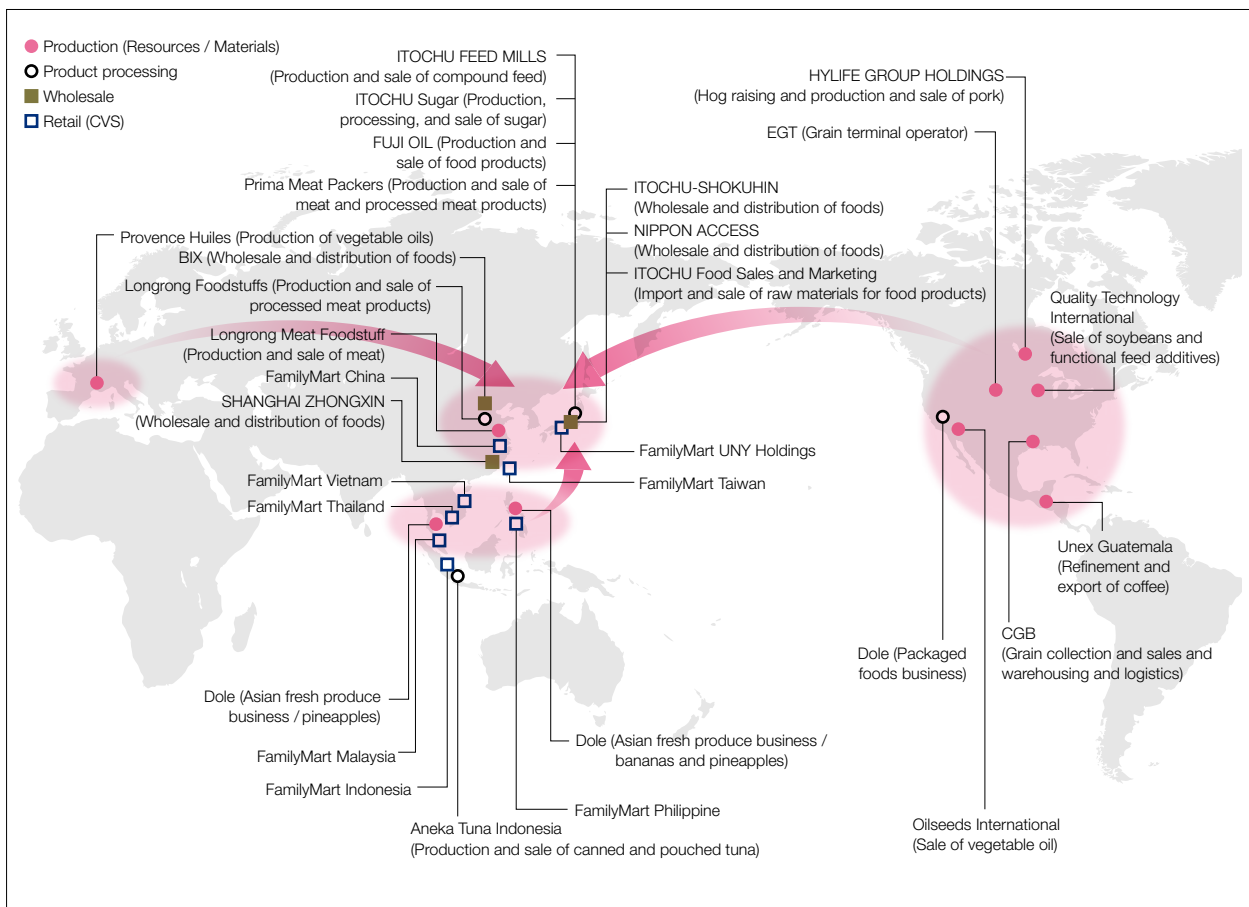 Production (Resources / Materials)
Product processing
Wholesale
Retail (CVS)
ITOCHU FEED MILLS
(Production and sale of compound feed)
ITOCHU Sugar (Production,
processing, and sale of sugar)
FUJI OIL (Production and
sale of food products)
Prima Meat Packers (Production and sale of
meat and processed meat products)
Provence Huiles (Production of vegetable oils)
BIX (Wholesale and distribution of foods)
Longrong Foodstuffs (Production and sale of
processed meat products)
Longrong Meat Foodstuff
(Production and sale of meat)
FamilyMart China
SHANGHAI ZHONGXIN
(Wholesale and distribution of foods)
FamilyMart Vietnam
FamilyMart Thailand
ITOCHU-SHOKUHIN
(Wholesale and distribution of foods)
NIPPON ACCESS
(Wholesale and distribution of foods)
ITOCHU Food Sales and Marketing
(Import and sale of raw materials for food products)
FamilyMart UNY Holdings
FamilyMart Taiwan
HYLIFE GROUP HOLDINGS
(Hog raising and production and sale of pork)
EGT (Grain terminal operator)
Quality Technology
International
(Sale of soybeans and
functional feed additives)
Unex Guatemala
(Refinement and
export of coffee)
CGB
(Grain collection and sales and
warehousing and logistics)
Dole (Packaged
foods business)
Oilseeds International
(Sale of vegetable oil)
Dole (Asian fresh produce
business / pineapples)
FamilyMart Malaysia
FamilyMart Indonesia
Aneka Tuna Indonesia
(Production and sale of canned and pouched tuna)
Dole (Asian fresh produce business /
bananas and pineapples)
FamilyMart Philippine